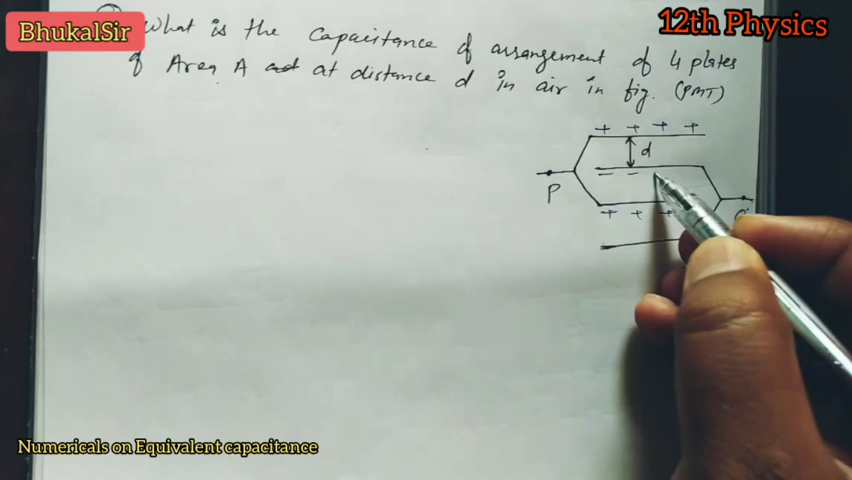 BhukalSir
12th Physics
What is the capacitance of arrangement of 4 plates
of Area A at distance d in air in fig. (PMT)
+ + + +
d
P
+ + +
Numericals on Equivalent capacitance